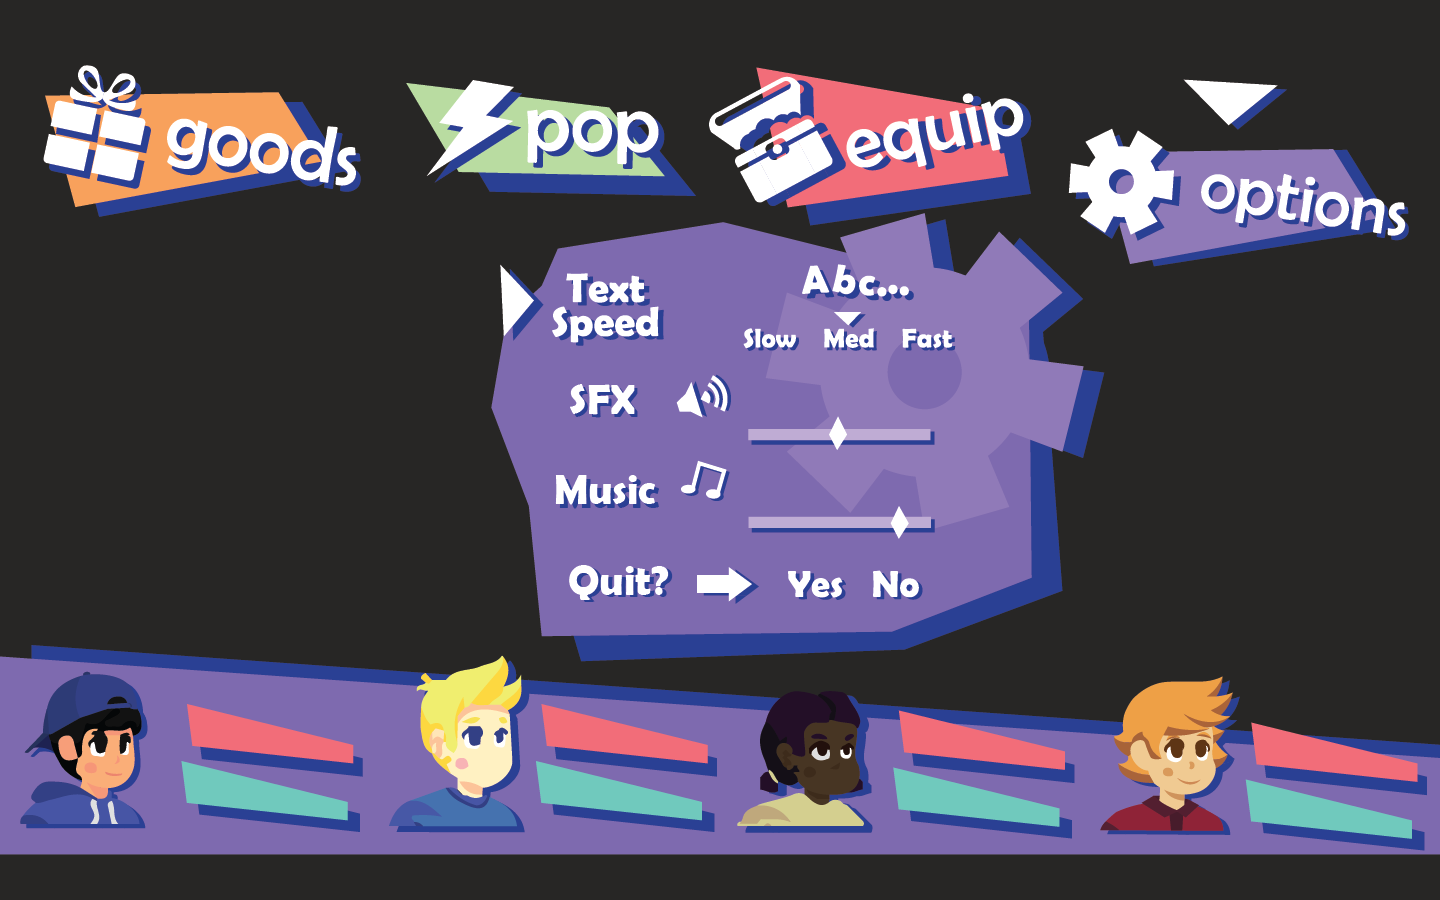 goods
pop
equip
options
Text
Speed
Abc...
Slow Med Fast
SFX
Music
Quit? Yes No